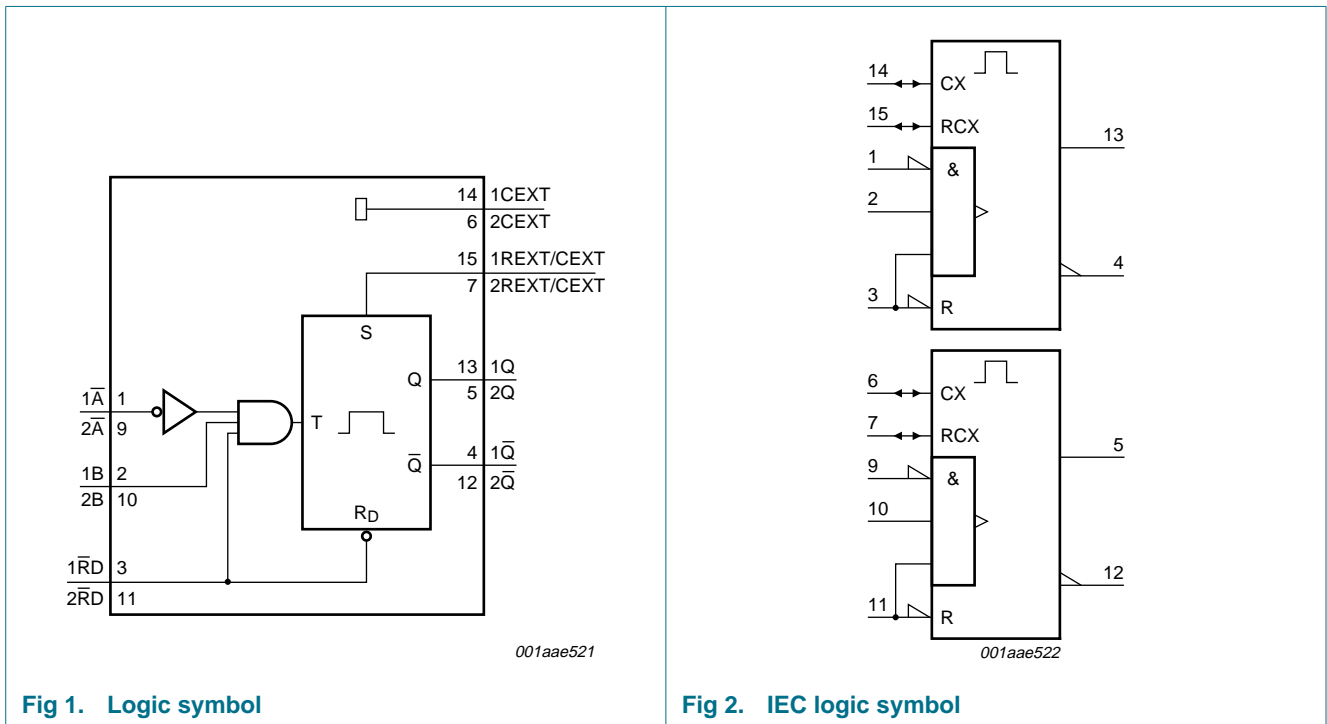 14 1CEXT
6 2CEXT
15 1REXT/CEXT
7 2REXT/CEXT
S
Q
13 1Q
5 2Q
1A̅ 1
2A̅ 9
T
Q̅
4 1Q̅
12 2Q̅
1B 2
2B 10
RD
1R̅D 3
2R̅D 11
001aae521
Fig 1. Logic symbol
14
CX
15
RCX
13
1
&
2
4
3
R
6
CX
7
RCX
5
9
&
10
12
11
R
001aae522
Fig 2. IEC logic symbol